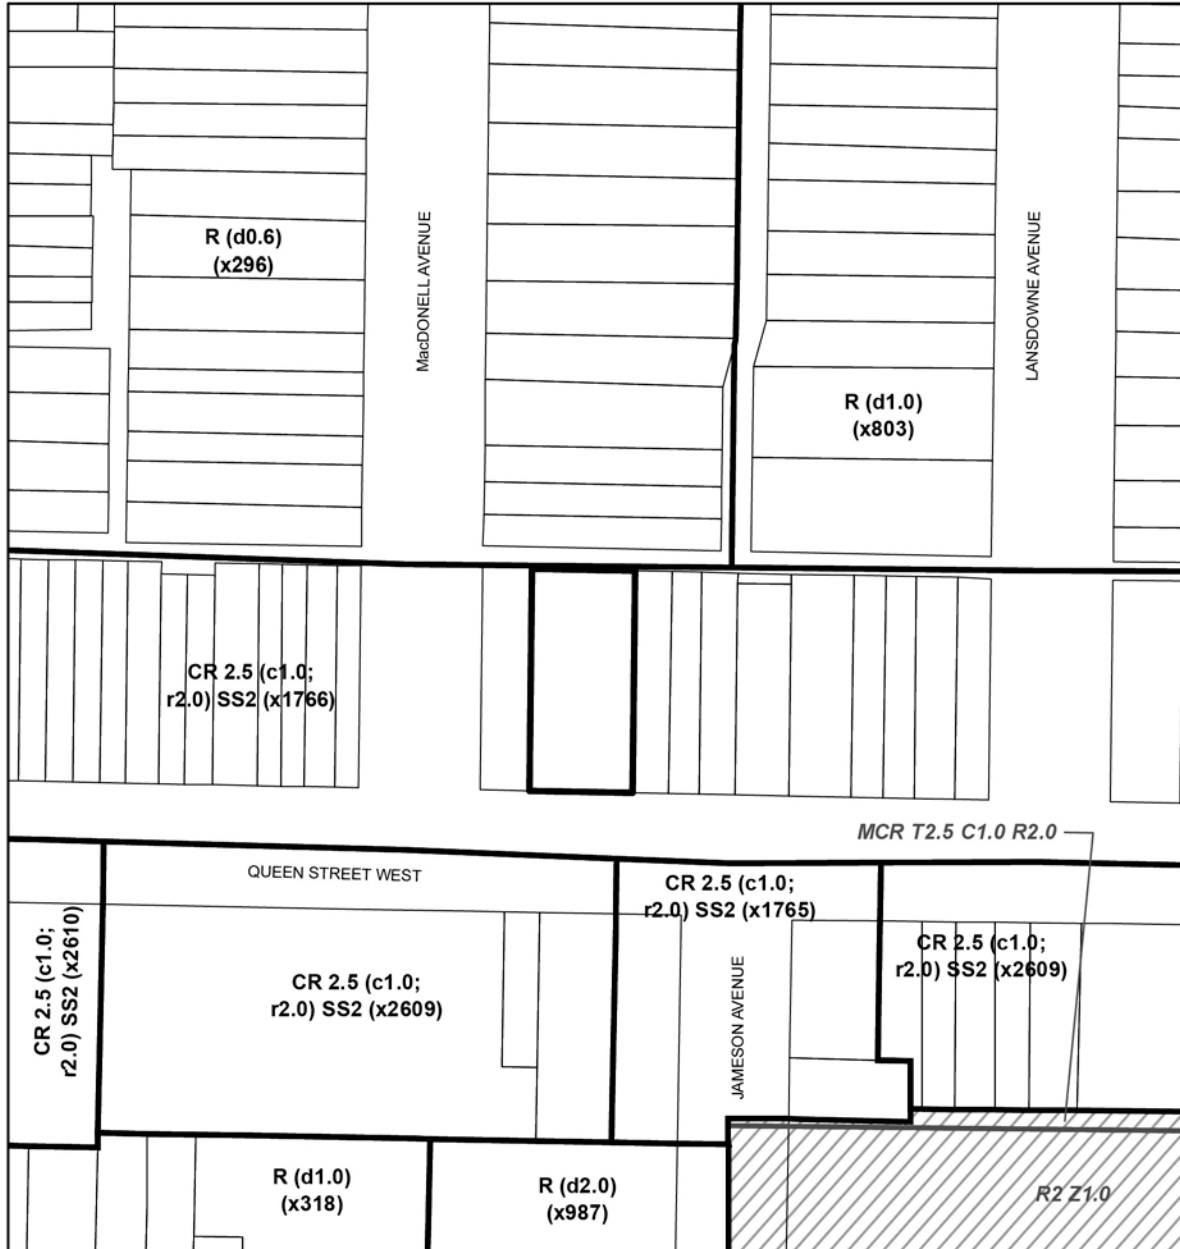 R (d0.6)
(x296)
MacDONELL AVENUE
LANSDOWNE AVENUE
R (d1.0)
(x803)
CR 2.5 (c1.0;
r2.0) SS2 (x1766)
MCR T2.5 C1.0 R2.0
QUEEN STREET WEST
CR 2.5 (c1.0;
r2.0) SS2 (x1765)
CR 2.5 (c1.0;
r2.0) SS2 (x2610)
CR 2.5 (c1.0;
r2.0) SS2 (x2609)
CR 2.5 (c1.0;
r2.0) SS2 (x2609)
JAMESON AVENUE
R (d1.0)
(x318)
R (d2.0)
(x987)
R2 Z1.0